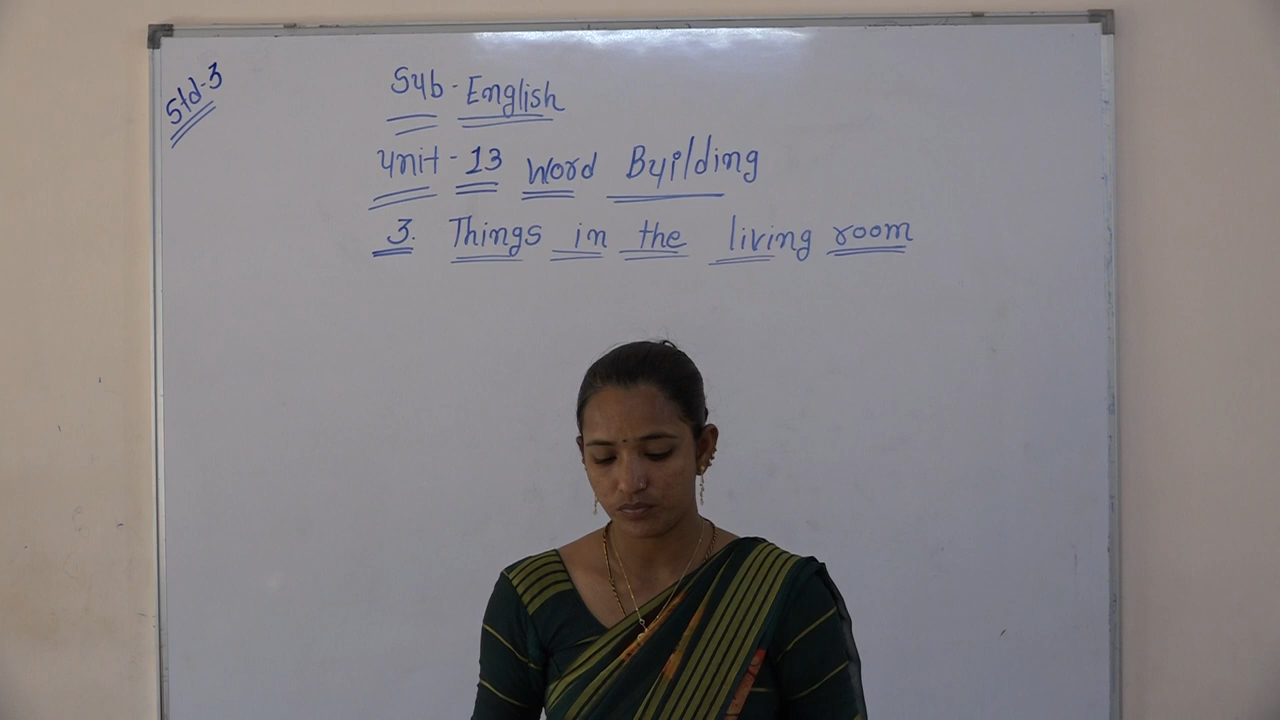 Std-3
Sub - English
Unit - 13 Word Building
3 Things in the living room